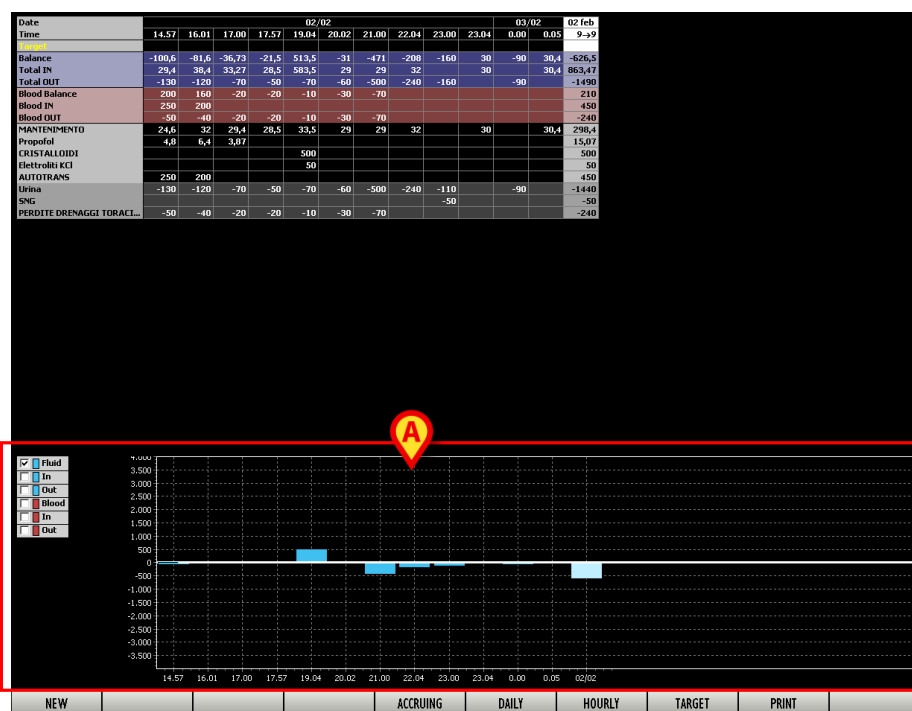 Date 02/02 03/02 02 feb
Time 14.57 16.01 17.00 17.57 19.04 20.02 21.00 22.04 23.00 23.04 0.00 0.05 9→9
Target
Balance -100,6 -81,6 -36,73 -21,5 513,5 -31 -471 -208 -160 30 -90 30,4 -626,5
Total IN 29,4 38,4 33,27 28,5 583,5 29 29 32 30 30,4 863,47
Total OUT -130 -120 -70 -50 -70 -60 -500 -240 -160 -90 -1490
Blood Balance 200 160 -20 -20 -10 -30 -70 210
Blood IN 250 200 450
Blood OUT -50 -40 -20 -20 -10 -30 -70 -240
MANTENIMENTO 24,6 32 29,4 28,5 33,5 29 29 32 30 30,4 298,4
Propofol 4,8 6,4 3,87 15,07
CRISTALLOIDI 500 500
Elettroliti KCl 50 50
AUTOTRANS 250 200 450
Urina -130 -120 -70 -50 -70 -60 -500 -240 -110 -90 -1440
SNG -50 -50
PERDITE DRENAGGI TORACI... -50 -40 -20 -20 -10 -30 -70 -240
A
Fluid
In
Out
Blood
In
Out
4.000
3.500
3.000
2.500
2.000
1.500
1.000
500
0
-500
-1.000
-1.500
-2.000
-2.500
-3.000
-3.500
14.57 16.01 17.00 17.57 19.04 20.02 21.00 22.04 23.00 23.04 0.00 0.05 02/02
NEW ACCRUING DAILY HOURLY TARGET PRINT